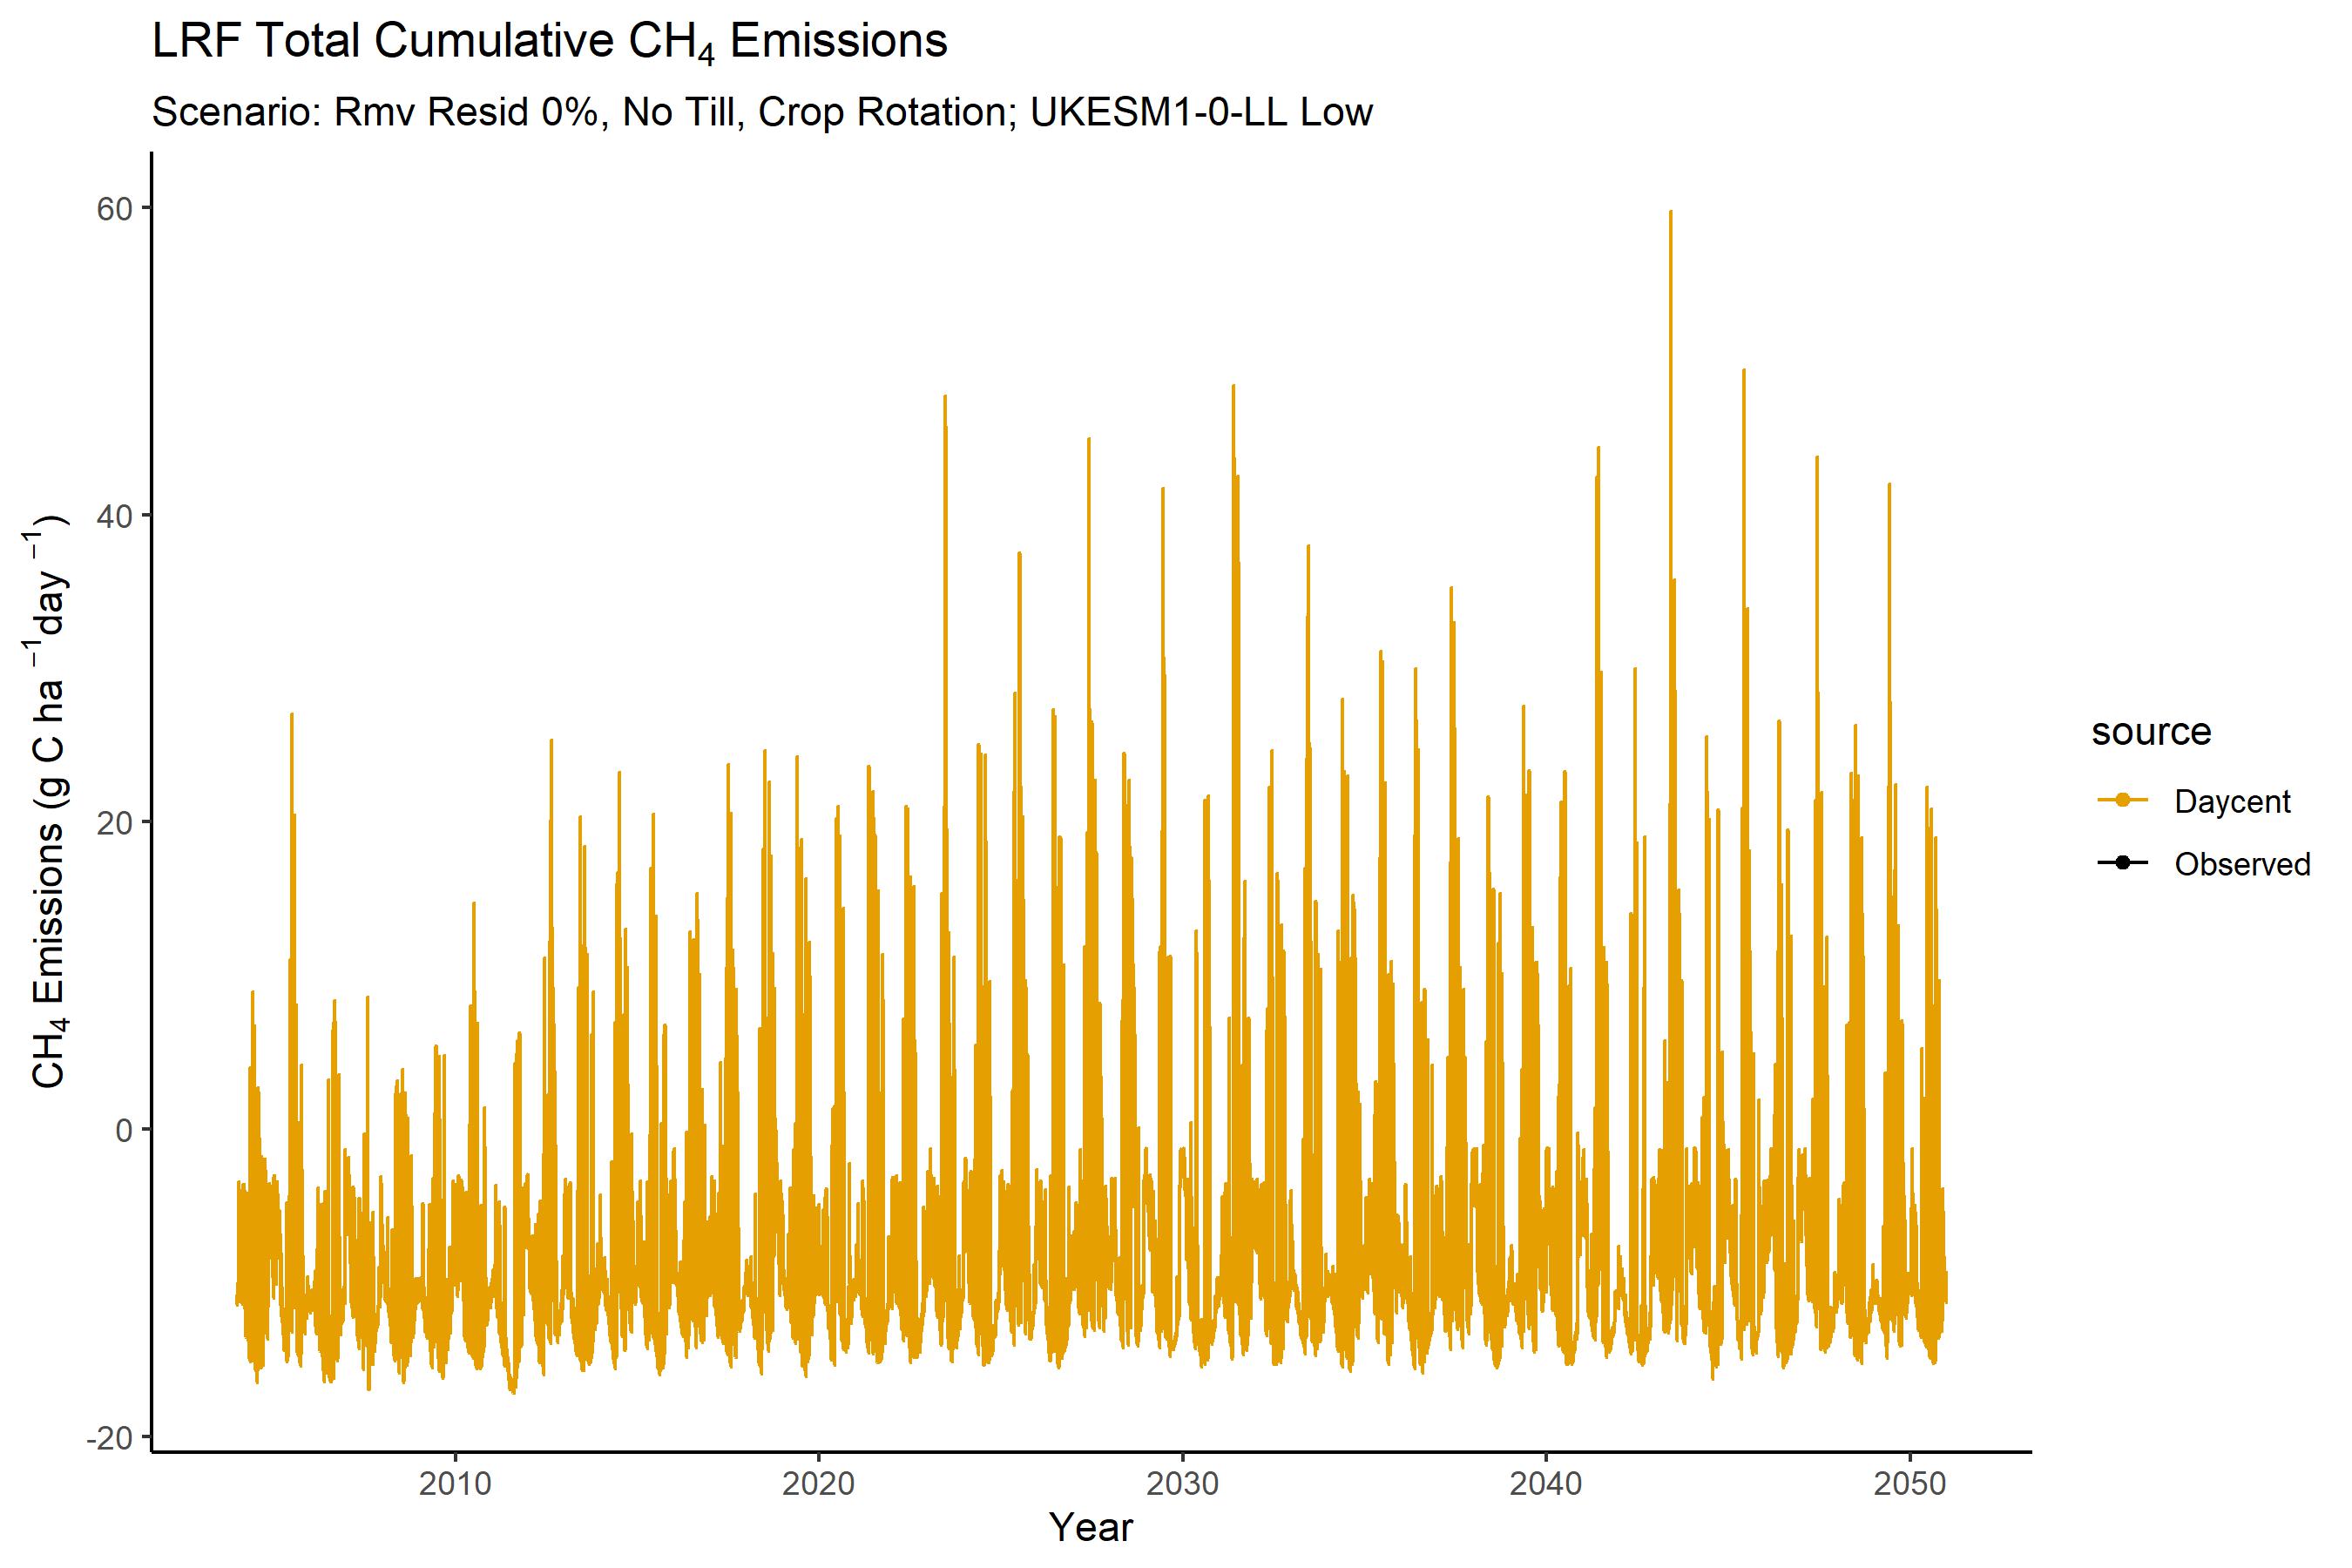 LRF Total Cumulative CH₄ Emissions
Scenario: Rmv Resid 0%, No Till, Crop Rotation; UKESM1-0-LL Low
CH₄ Emissions (g C ha ⁻¹day ⁻¹)
60
40
20
0
-20
2010 2020 2030 2040 2050
Year
source
Daycent
Observed